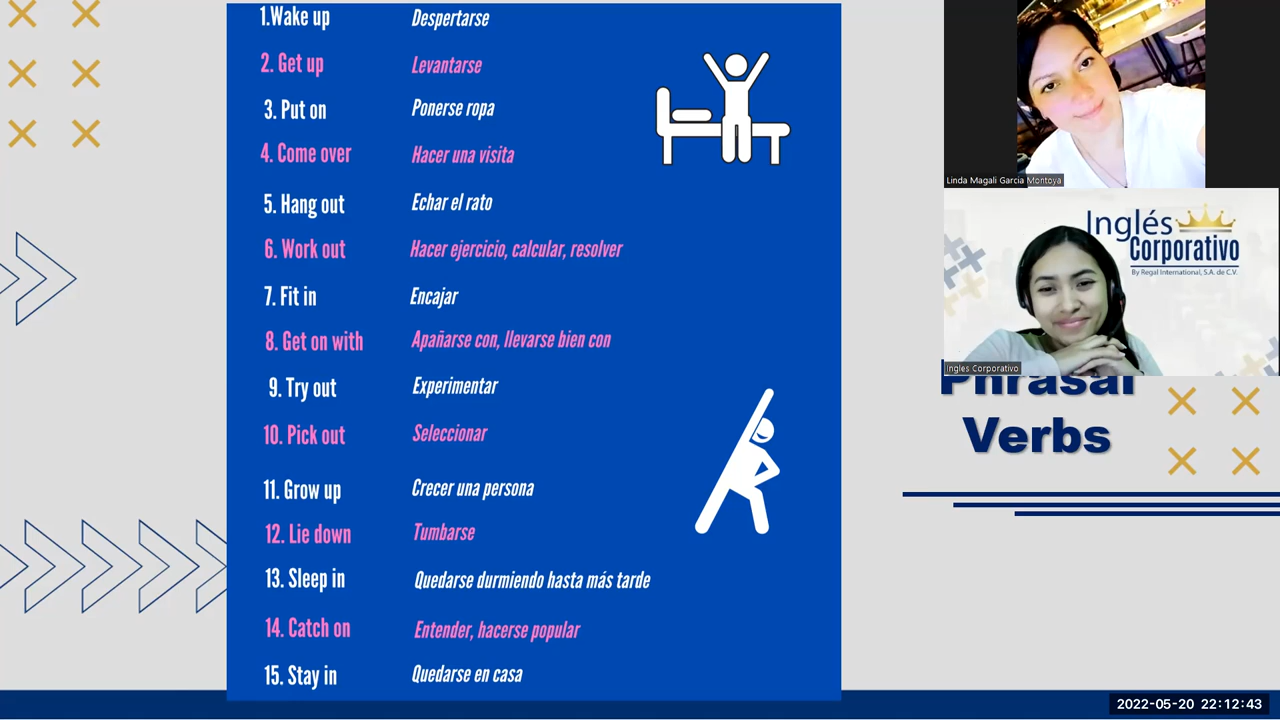 1.Wake up Despertarse
2. Get up Levantarse
3. Put on Ponerse ropa
4. Come over Hacer una visita
5. Hang out Echar el rato
6. Work out Hacer ejercicio, calcular, resolver
7. Fit in Encajar
8. Get on with Apañarse con, llevarse bien con
9. Try out Experimentar
10. Pick out Seleccionar
11. Grow up Crecer una persona
12. Lie down Tumbarse
13. Sleep in Quedarse durmiendo hasta más tarde
14. Catch on Entender, hacerse popular
15. Stay in Quedarse en casa
Linda Magali Garcia Montoya
Inglés
Corporativo
By Regal International, S.A. de C.V.
Ingles Corporativo
Phrasal
Verbs
2022-05-20 22:12:43